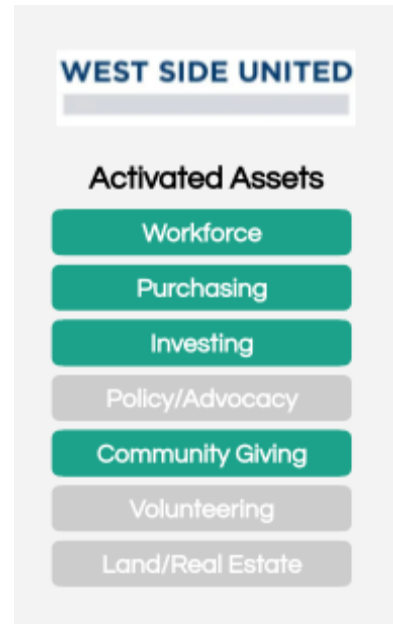 WEST SIDE UNITED
Activated Assets
Workforce
Purchasing
Investing
Policy/Advocacy
Community Giving
Volunteering
Land/Real Estate